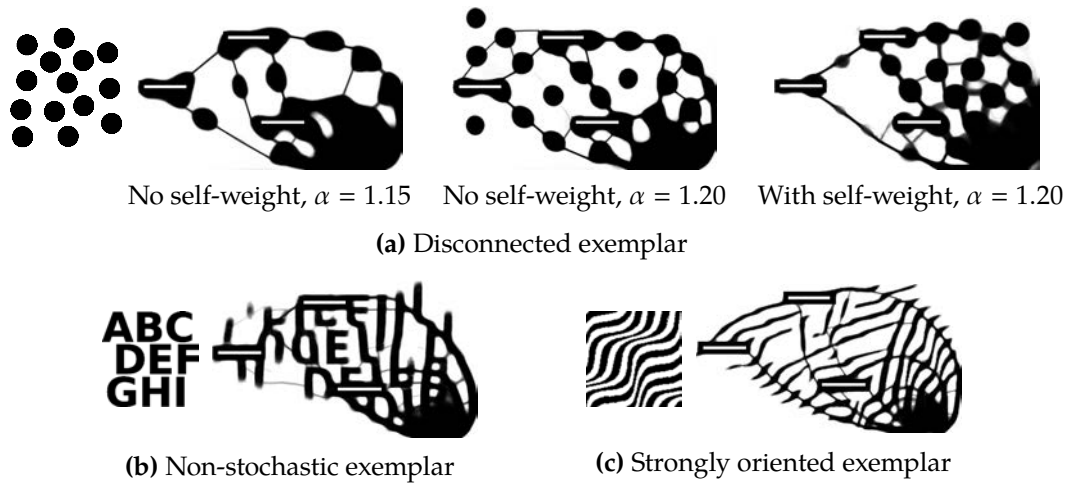 No self-weight, α = 1.15
No self-weight, α = 1.20
With self-weight, α = 1.20
(a) Disconnected exemplar
ABC
DEF
GHI
(b) Non-stochastic exemplar
(c) Strongly oriented exemplar